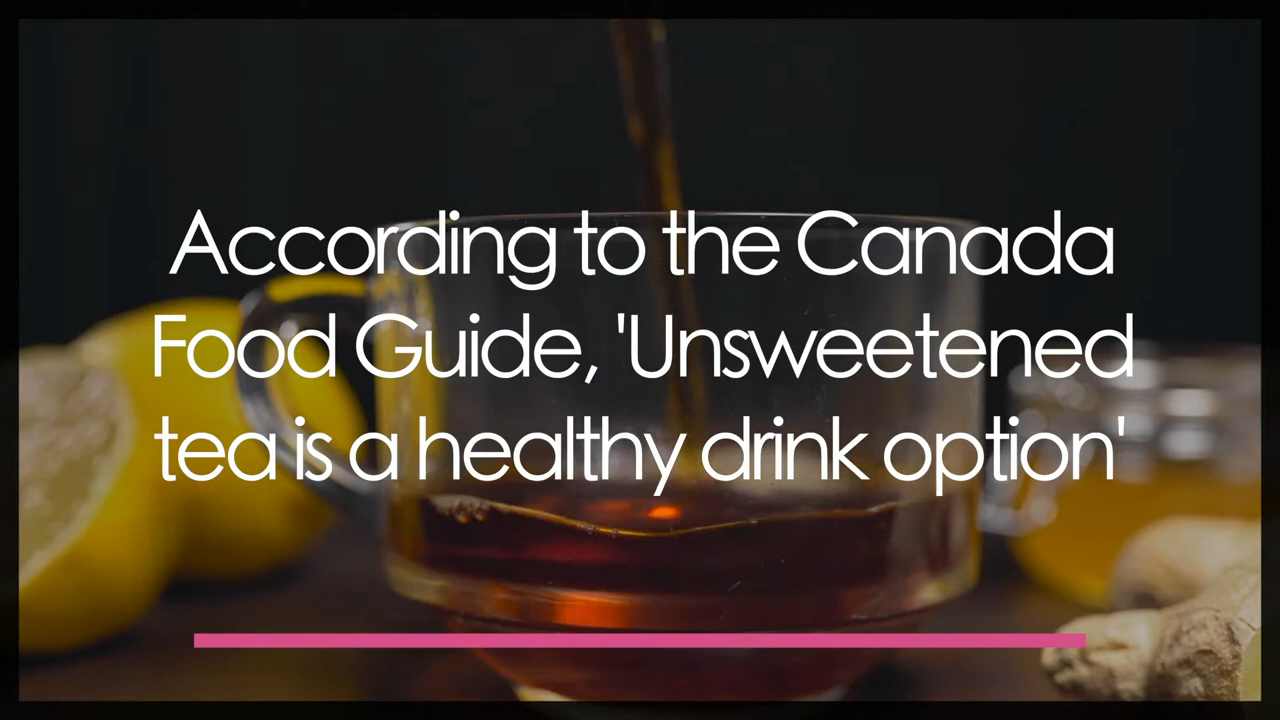 According to the Canada
Food Guide, 'Unsweetened
tea is a healthy drink option'